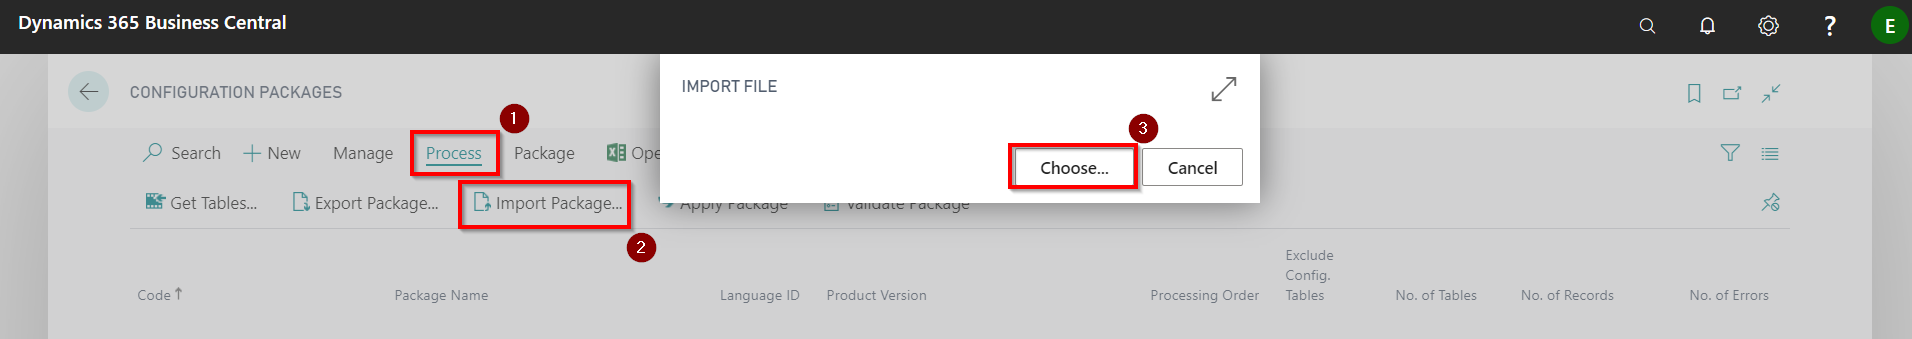 Dynamics 365 Business Central
?
E
IMPORT FILE
CONFIGURATION PACKAGES
1
3
Search
New
Manage
Process
Package
Ope
Choose...
Cancel
Get Tables...
Export Package...
Import Package...
Apply Package
Validate Package
2
Code
Package Name
Language ID
Product Version
Processing Order
Exclude
Config.
Tables
No. of Tables
No. of Records
No. of Errors